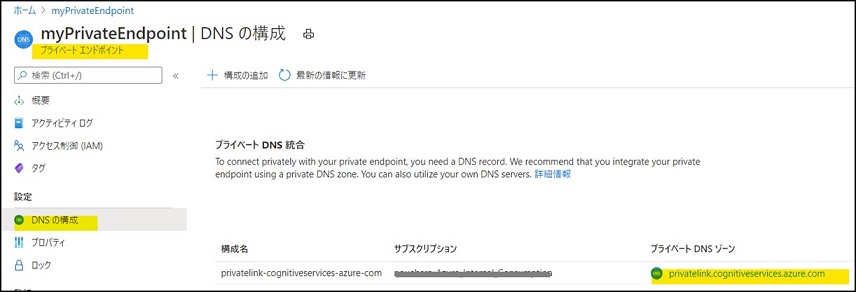 ホーム > myPrivateEndpoint
myPrivateEndpoint | DNS の構成
DNS
プライベート エンドポイント
検索 (Ctrl+/)
«
+ 構成の追加
最新の情報に更新
概要
アクティビティ ログ
アクセス制御 (IAM)
タグ
設定
DNS の構成
プロパティ
ロック
プライベート DNS 統合
To connect privately with your private endpoint, you need a DNS record. We recommend that you integrate your private
endpoint using a private DNS zone. You can also utilize your own DNS servers. 詳細情報
構成名 サブスクリプション プライベート DNS ゾーン
privatelink-cognitiveservices-azure-com privatelink.cognitiveservices.azure.com